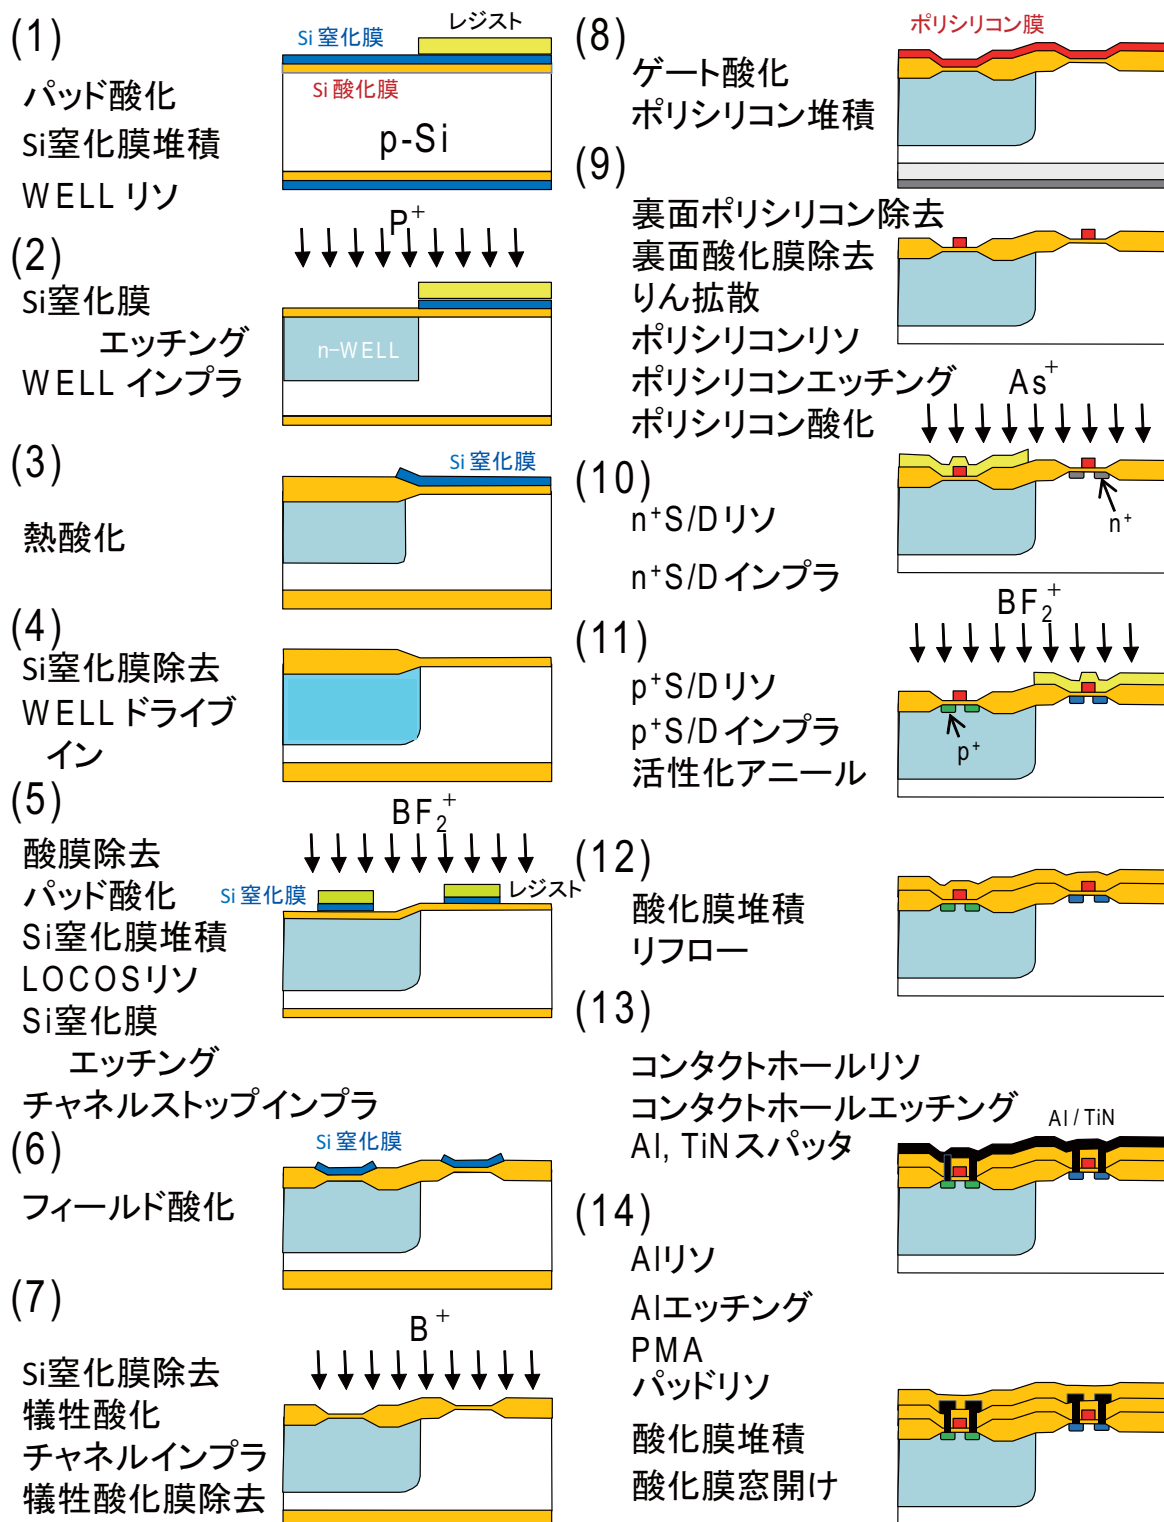 (1)
Si 窒化膜
レジスト
Si 酸化膜
パッド酸化
Si窒化膜堆積
WELL リソ
p-Si
P+
(2)
Si窒化膜
エッチング
WELL インプラ
n-WELL
(3)
Si 窒化膜
熱酸化
(4)
Si窒化膜除去
WELL ドライブ
イン
(5)
BF2+
酸膜除去
パッド酸化
Si窒化膜堆積
LOCOSリソ
Si窒化膜
エッチング
チャネルストップインプラ
Si 窒化膜
レジスト
(6)
Si 窒化膜
フィールド酸化
(7)
B+
Si窒化膜除去
犠牲酸化
チャネルインプラ
犠牲酸化膜除去
(8)
ポリシリコン膜
ゲート酸化
ポリシリコン堆積
(9)
裏面ポリシリコン除去
裏面酸化膜除去
りん拡散
ポリシリコンリソ
ポリシリコンエッチング
ポリシリコン酸化
As+
(10)
n+S/Dリソ
n+S/Dインプラ
n+
BF2+
(11)
p+S/Dリソ
p+S/Dインプラ
活性化アニール
p+
(12)
酸化膜堆積
リフロー
(13)
コンタクトホールリソ
コンタクトホールエッチング
Al, TiNスパッタ
Al / TiN
(14)
Alリソ
Alエッチング
PMA
パッドリソ
酸化膜堆積
酸化膜窓開け